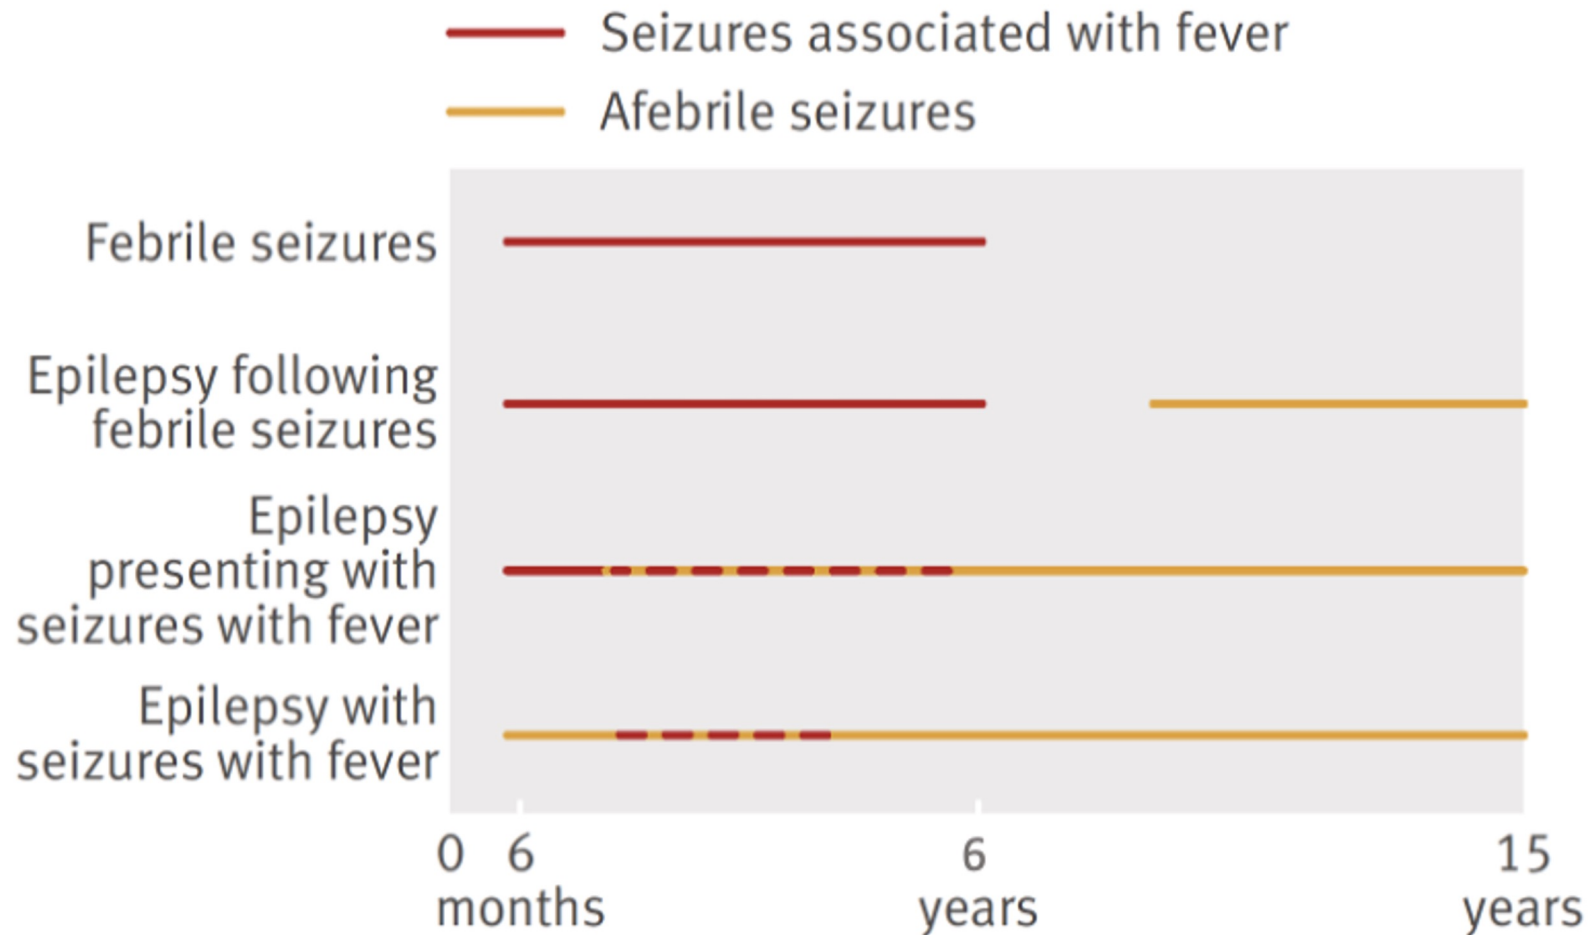 Seizures associated with fever
Afebrile seizures
Febrile seizures
Epilepsy following
febrile seizures
Epilepsy
presenting with
seizures with fever
Epilepsy with
seizures with fever
0 6 6 15
months years years